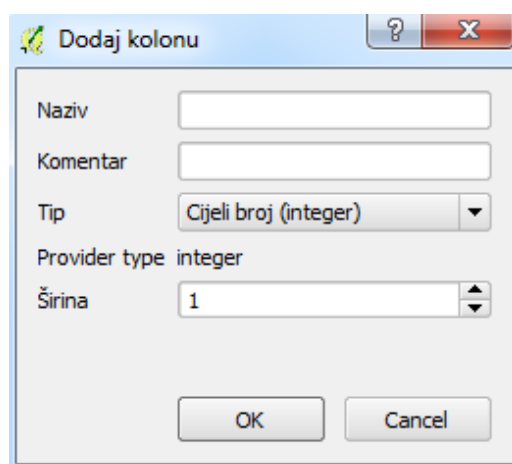 Dodaj kolonu
Naziv
Komentar
Tip Cijeli broj (integer)
Provider type integer
Širina 1
OK Cancel